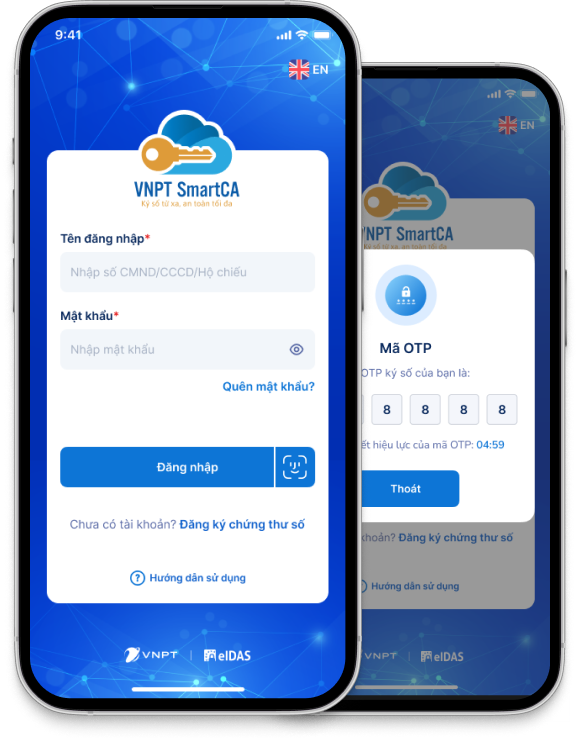 9:41
EN
VNPT SmartCA
Ký số từ xa, an toàn tối đa
Tên đăng nhập*
Nhập số CMND/CCCD/Hộ chiếu
Mật khẩu*
Nhập mật khẩu
Quên mật khẩu?
Đăng nhập
Chưa có tài khoản? Đăng ký chứng thư số
? Hướng dẫn sử dụng
VNPT | eIDAS
EN
VNPT SmartCA
Ký số từ xa, an toàn tối đa
Mã OTP
OTP ký số của bạn là:
8 8 8 8
hiệu lực của mã OTP: 04:59
Thoát
khoản? Đăng ký chứng thư số
Hướng dẫn sử dụng
VNPT | eIDAS